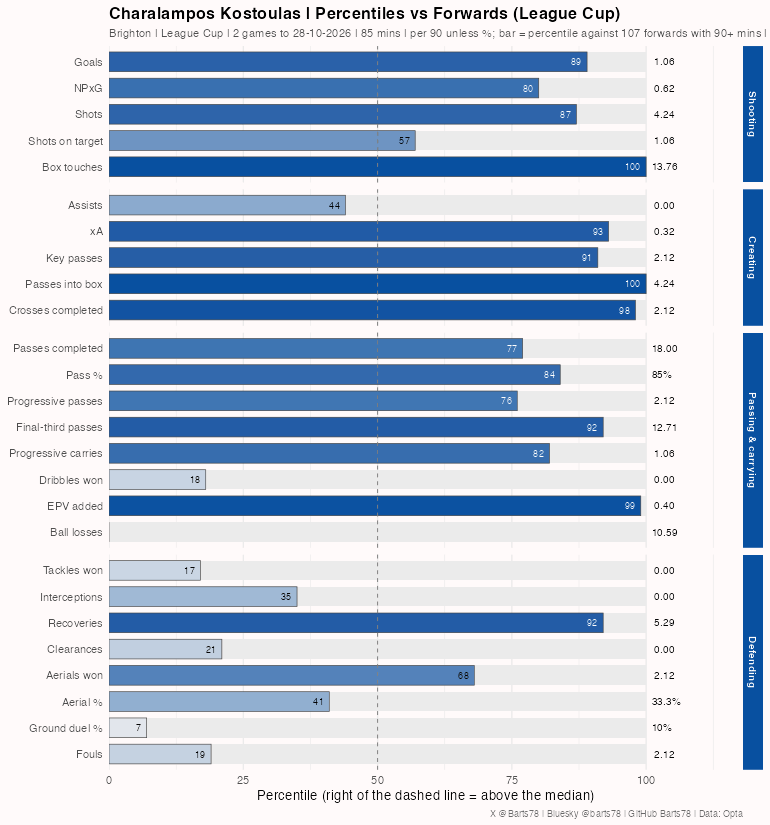 Charalampos Kostoulas | Percentiles vs Forwards (League Cup)
Brighton | League Cup | 2 games to 28-10-2026 | 85 mins | per 90 unless %; bar = percentile against 107 forwards with 90+ mins |
Goals 89 1.06
NPxG 80 0.62
Shots 87 4.24
Shots on target 57 1.06
Box touches 100 13.76
Shooting
Assists 44 0.00
xA 93 0.32
Key passes 91 2.12
Passes into box 100 4.24
Crosses completed 98 2.12
Creating
Passes completed 77 18.00
Pass % 84 85%
Progressive passes 76 2.12
Final-third passes 92 12.71
Progressive carries 82 1.06
Dribbles won 18 0.00
EPV added 99 0.40
Ball losses 10.59
Passing & carrying
Tackles won 17 0.00
Interceptions 35 0.00
Recoveries 92 5.29
Clearances 21 0.00
Aerials won 68 2.12
Aerial % 41 33.3%
Ground duel % 7 10%
Fouls 19 2.12
Defending
0 25 50 75 100
Percentile (right of the dashed line = above the median)
X @Barts78 | Bluesky @barts78 | GitHub Barts78 | Data: Opta